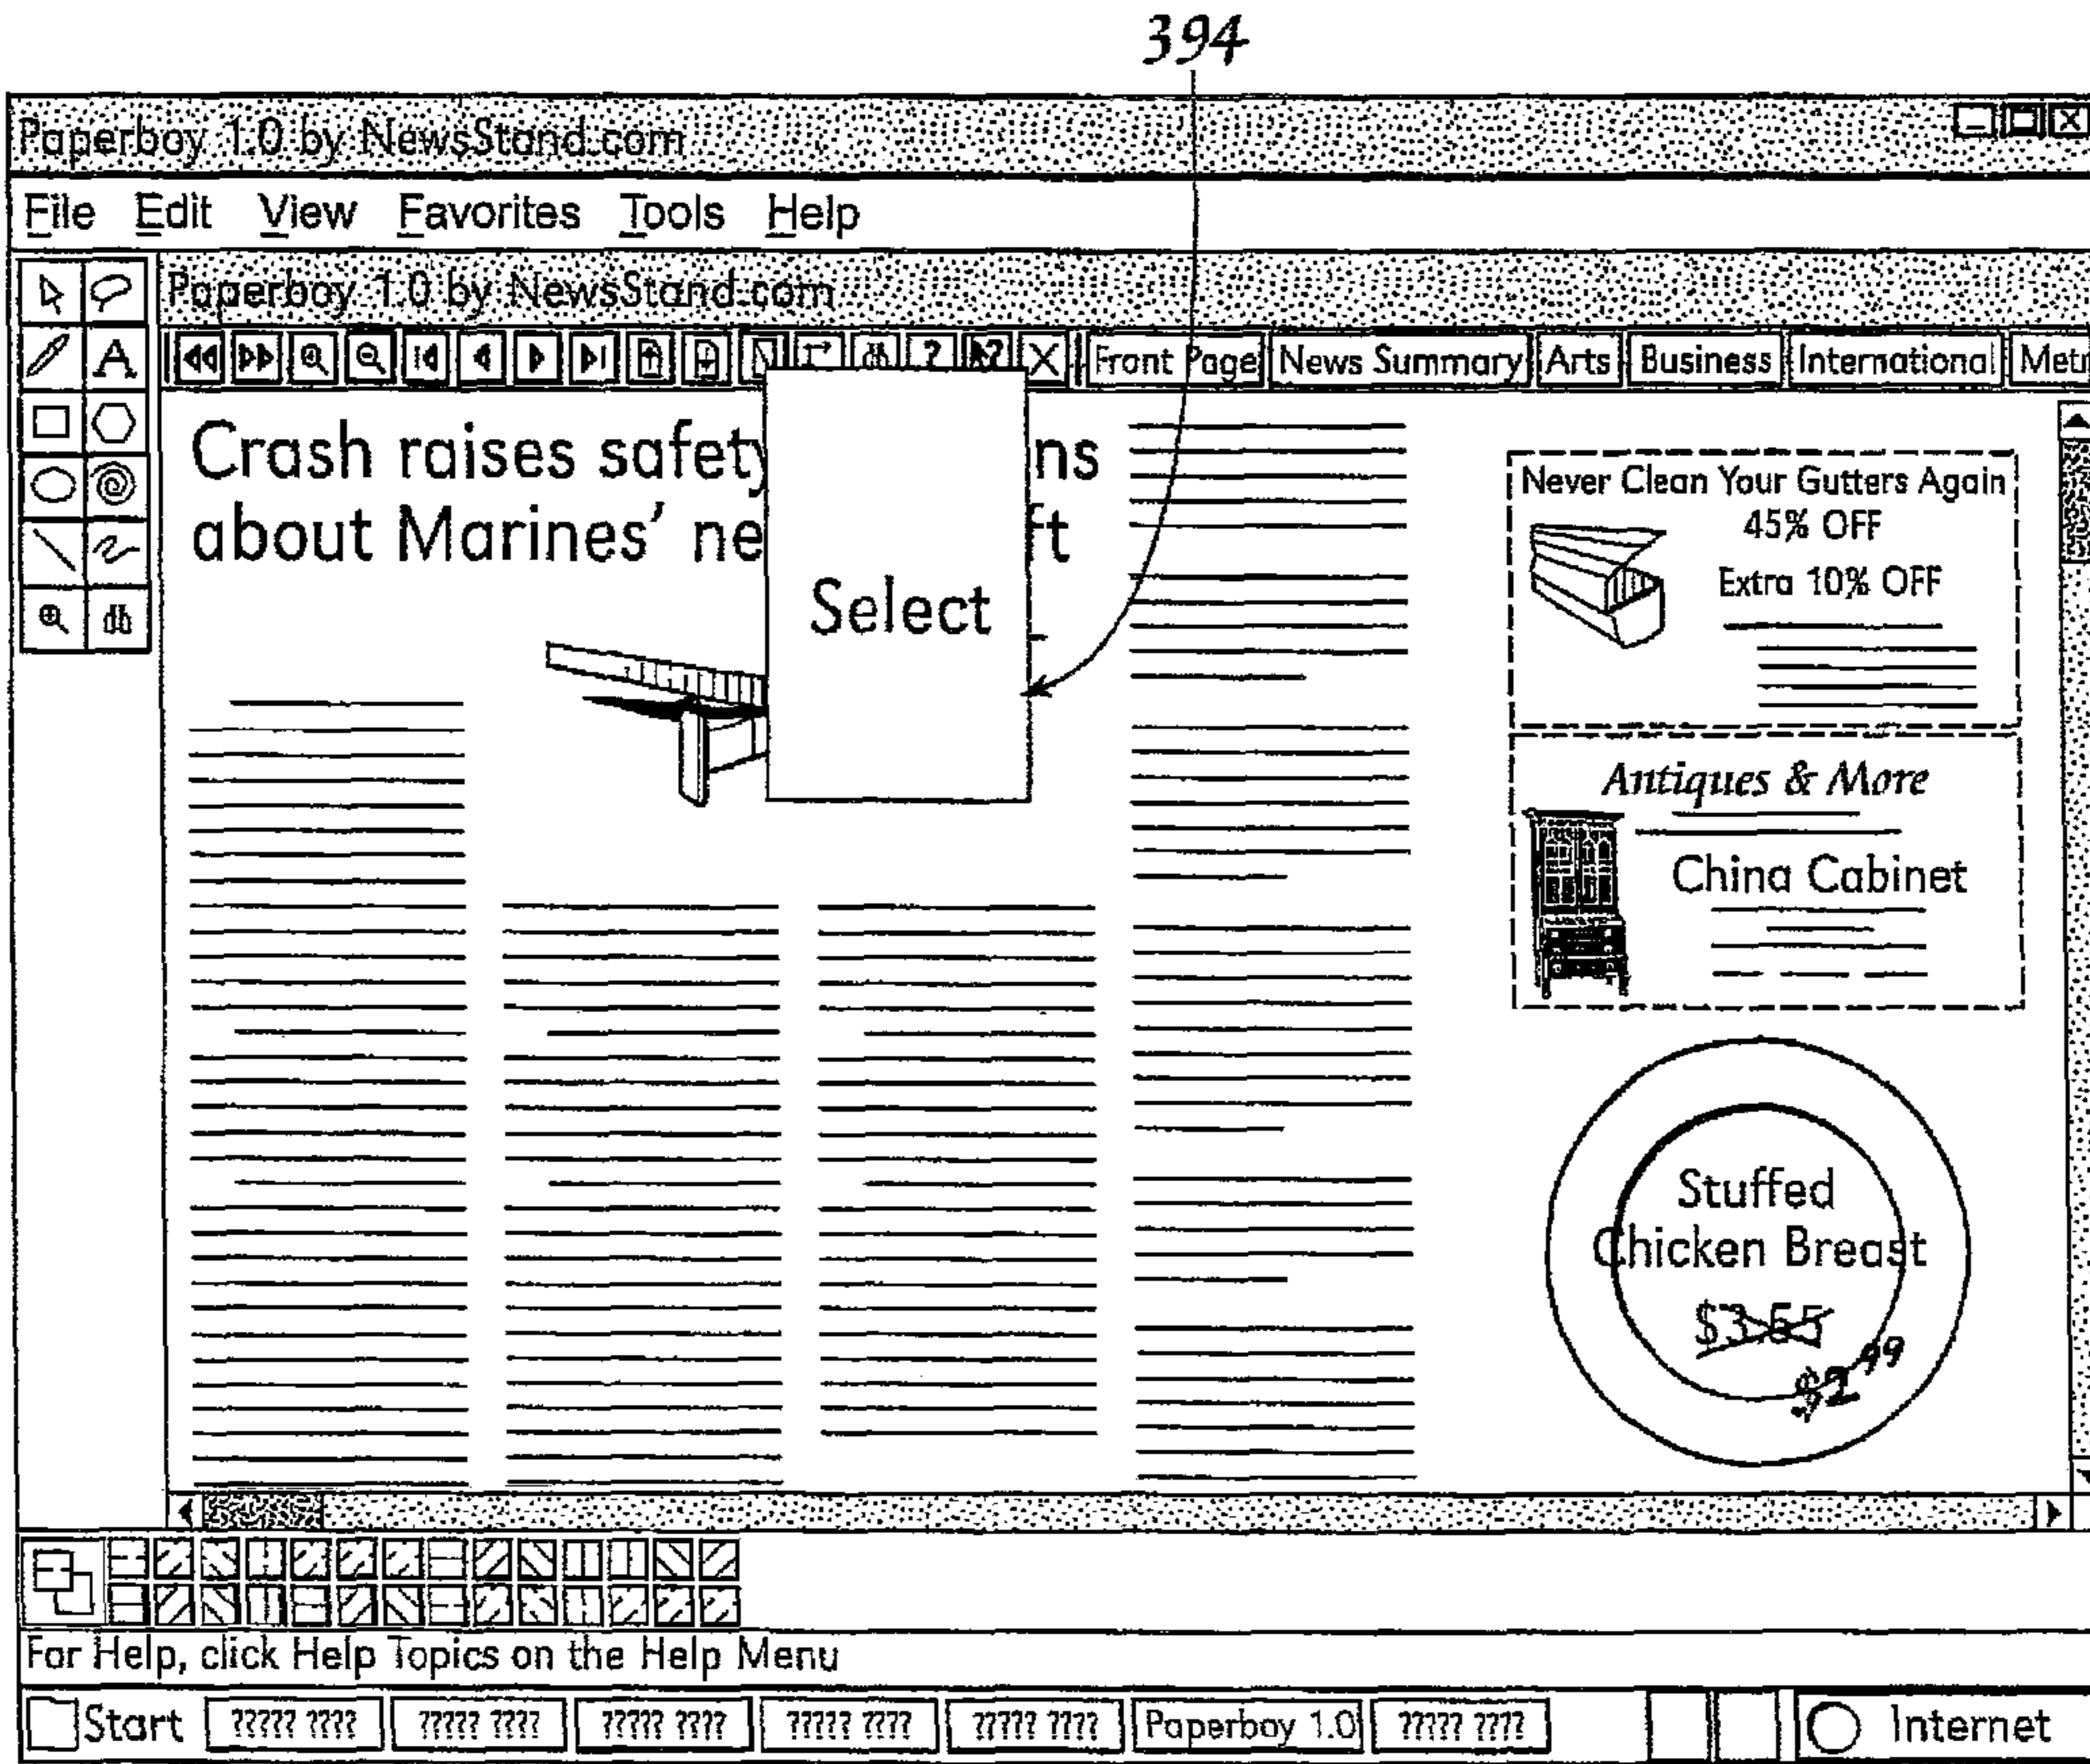 394
Paperboy 1.0 by NewsStand.com
File Edit View Favorites Tools Help
Paperboy 1.0 by NewsStand.com
Front Page News Summary Arts Business International Met
Crash raises safety ns
about Marines' ne ft
Select
Never Clean Your Gutters Again
45% OFF
Extra 10% OFF
Antiques & More
China Cabinet
Stuffed
Chicken Breast
$3.55
$2.99
For Help, click Help Topics on the Help Menu
Start ????? ???? ????? ???? ????? ???? ????? ???? ????? ???? Paperboy 1.0 ????? ???? Internet